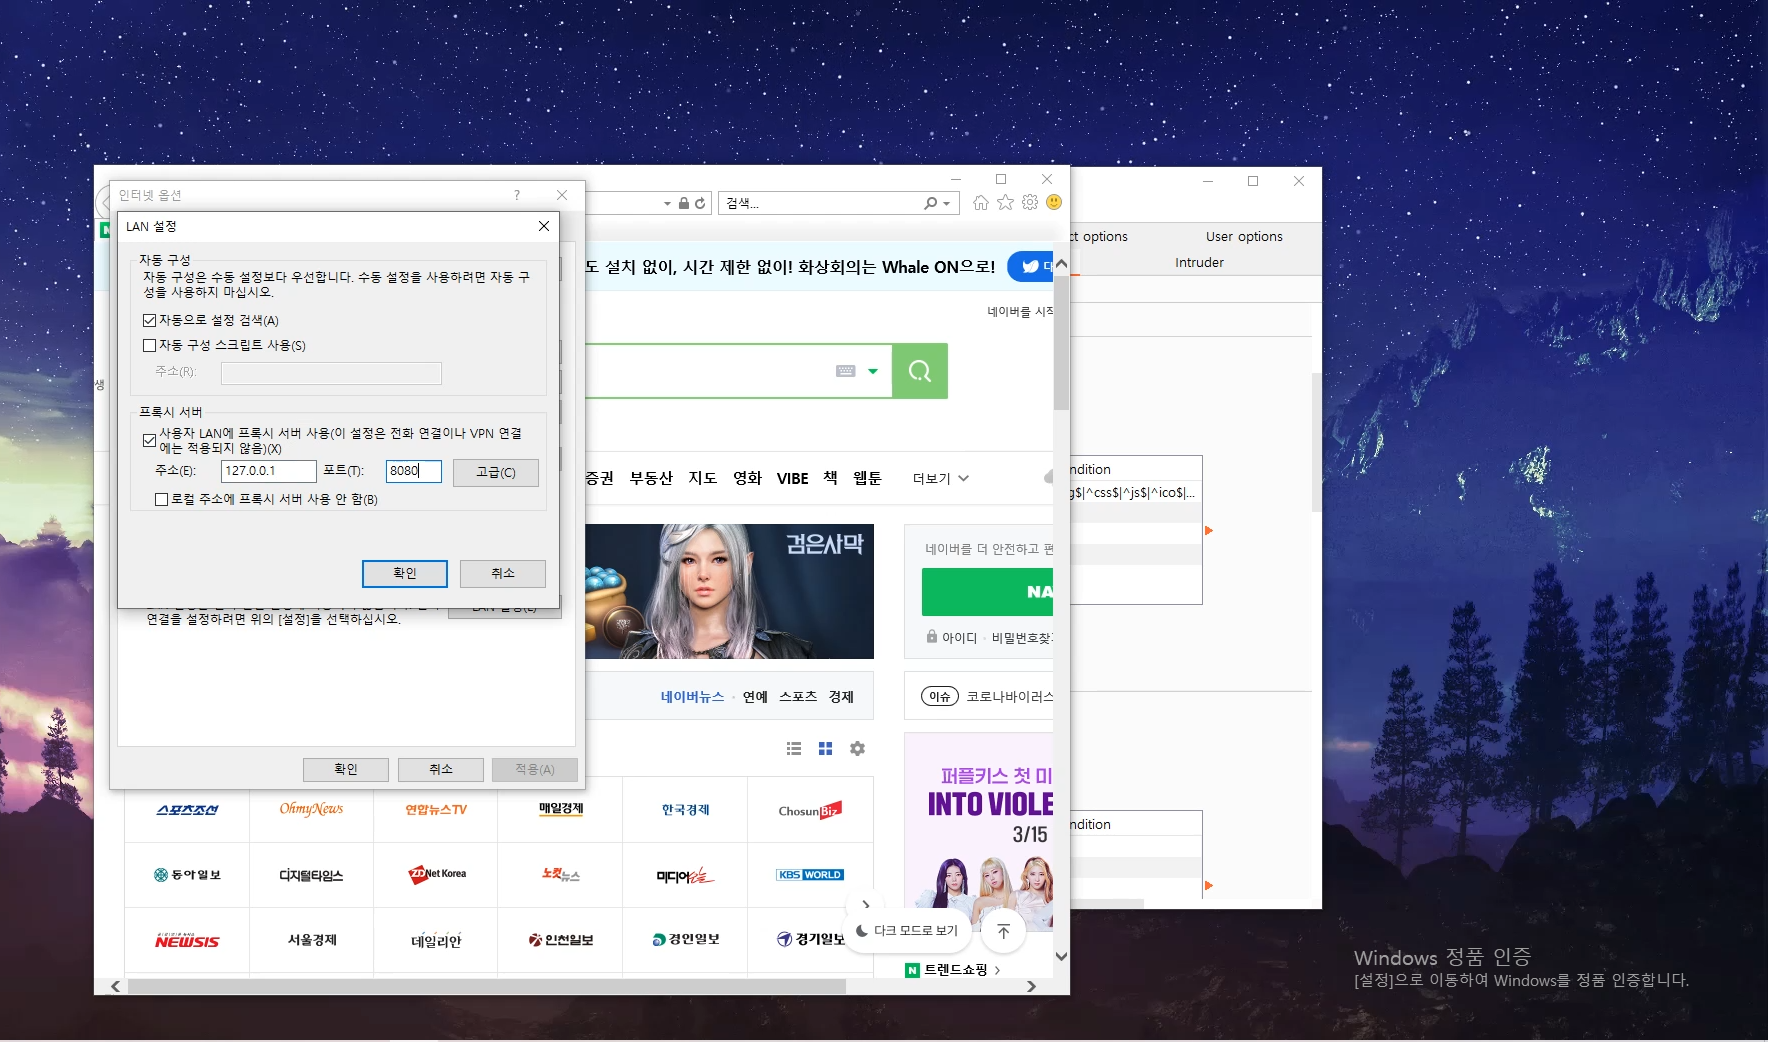 인터넷 옵션
?
검색...
LAN 설정
자동 구성
자동 구성은 수동 설정보다 우선합니다. 수동 설정을 사용하려면 자동 구
성을 사용하지 마십시오.
자동으로 설정 검색(A)
자동 구성 스크립트 사용(S)
주소(R):
프록시 서버
사용자 LAN에 프록시 서버 사용(이 설정은 전화 연결이나 VPN 연결
에는 적용되지 않음)(X)
주소(E):
127.0.0.1
포트(T):
8080
고급(C)
로컬 주소에 프록시 서버 사용 안 함(B)
확인
취소
연결을 설정하려면 위의 [설정]을 선택하십시오.
확인
취소
적용(A)
생
도 설치 없이, 시간 제한 없이! 화상회의는 Whale ON으로!
네이버를 시작
증권 부동산 지도 영화 VIBE 책 웹툰 더보기
검은사막
네이버를 더 안전하고 편
NA
아이디 · 비밀번호찾
네이버뉴스 · 연예 스포츠 경제
이슈 코로나바이러스
퍼플키스 첫 미
INTO VIOLE
3/15
스포츠조선 OhmyNews 연합뉴스TV 매일경제 한국경제 ChosunBiz
동아일보 디지털타임스 ZDNet Korea 노컷뉴스 미디어오늘 KBS WORLD
NEWSIS 서울경제 데일리안 인천일보 경인일보 경기일보
다크 모드로 보기
N 트렌드쇼핑
ct options
User options
Intruder
ndition
g$|^css$|^js$|^ico$|...
ndition
Windows 정품 인증
[설정]으로 이동하여 Windows를 정품 인증합니다.